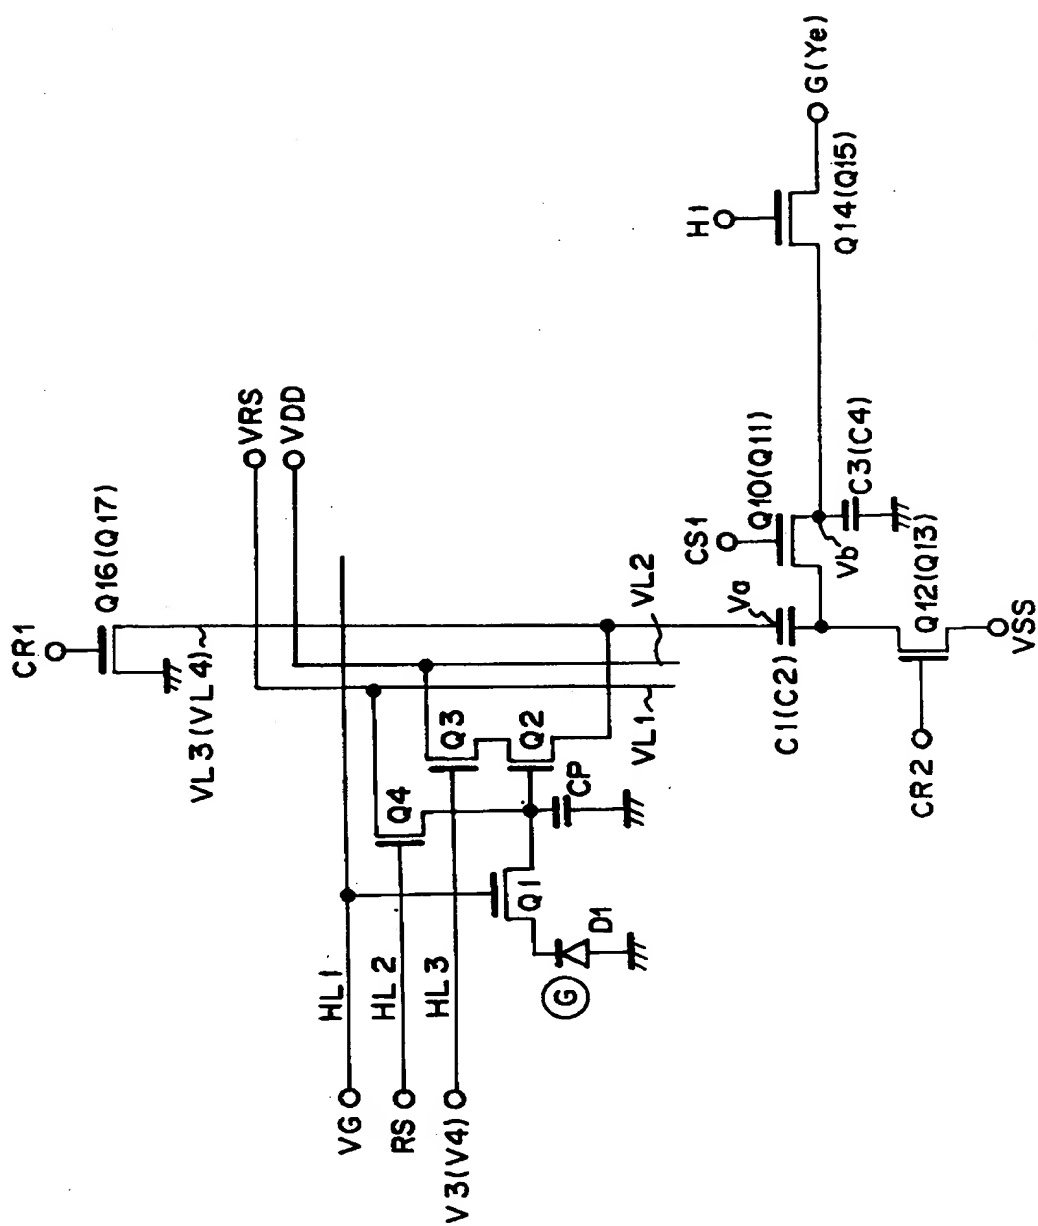 CR1
Q16(Q17)
VL3(VL4)
VRS
VDD
HL1
HL2
HL3
VG
RS
V3(V4)
Q4
Q3
Q2
Q1
CP
D1
G
VL1
VL2
Va
C1(C2)
CS1
Q10(Q11)
Vb
C3(C4)
Q12(Q13)
CR2
VSS
H1
Q14(Q15)
G(Ye)